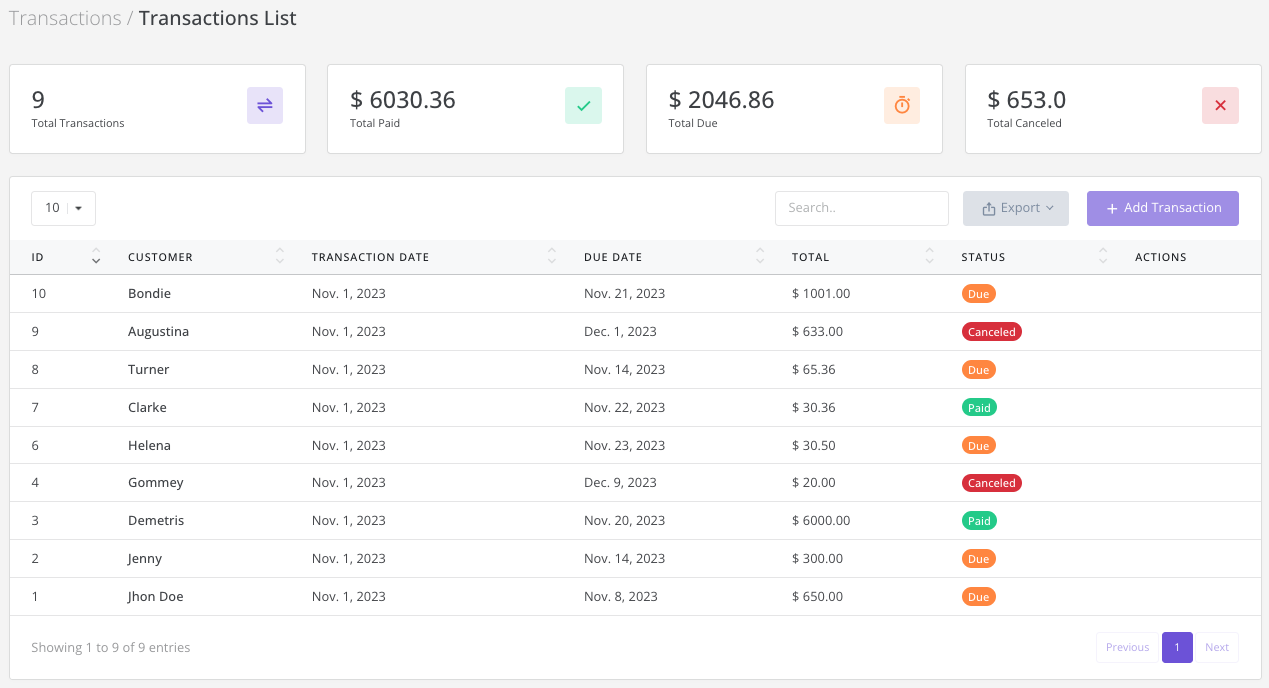 Transactions / Transactions List
9
Total Transactions
$ 6030.36
Total Paid
$ 2046.86
Total Due
$ 653.0
Total Canceled
10 Search.. Export + Add Transaction
ID CUSTOMER TRANSACTION DATE DUE DATE TOTAL STATUS ACTIONS
10 Bondie Nov. 1, 2023 Nov. 21, 2023 $ 1001.00 Due
9 Augustina Nov. 1, 2023 Dec. 1, 2023 $ 633.00 Canceled
8 Turner Nov. 1, 2023 Nov. 14, 2023 $ 65.36 Due
7 Clarke Nov. 1, 2023 Nov. 22, 2023 $ 30.36 Paid
6 Helena Nov. 1, 2023 Nov. 23, 2023 $ 30.50 Due
4 Gommey Nov. 1, 2023 Dec. 9, 2023 $ 20.00 Canceled
3 Demetris Nov. 1, 2023 Nov. 20, 2023 $ 6000.00 Paid
2 Jenny Nov. 1, 2023 Nov. 14, 2023 $ 300.00 Due
1 Jhon Doe Nov. 1, 2023 Nov. 8, 2023 $ 650.00 Due
Showing 1 to 9 of 9 entries Previous 1 Next